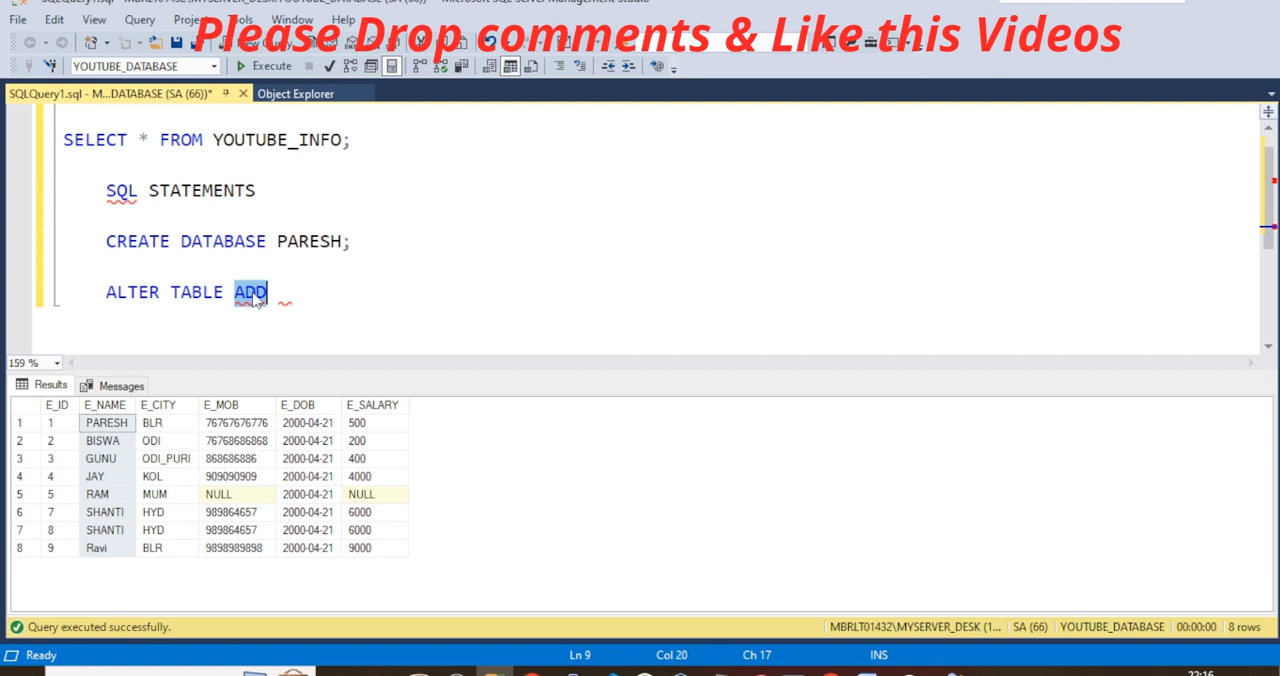 Please Drop comments & Like this Videos
File Edit View Query Project Tools Window Help
YOUTUBE_DATABASE Execute
SQLQuery1.sql - M...DATABASE (SA (66))* Object Explorer
SELECT * FROM YOUTUBE_INFO;
SQL STATEMENTS
CREATE DATABASE PARESH;
ALTER TABLE ADD
159 %
Results Messages
E_ID E_NAME E_CITY E_MOB E_DOB E_SALARY
1 1 PARESH BLR 76767676776 2000-04-21 500
2 2 BISWA ODI 76768686868 2000-04-21 200
3 3 GUNU ODI_PURI 868686886 2000-04-21 400
4 4 JAY KOL 909090909 2000-04-21 4000
5 5 RAM MUM NULL 2000-04-21 NULL
6 7 SHANTI HYD 989864657 2000-04-21 6000
7 8 SHANTI HYD 989864657 2000-04-21 6000
8 9 Ravi BLR 9898989898 2000-04-21 9000
Query executed successfully. MBRLT01432\MYSERVER_DESK (1... SA (66) YOUTUBE_DATABASE 00:00:00 8 rows
Ready Ln 9 Col 20 Ch 17 INS
22:16